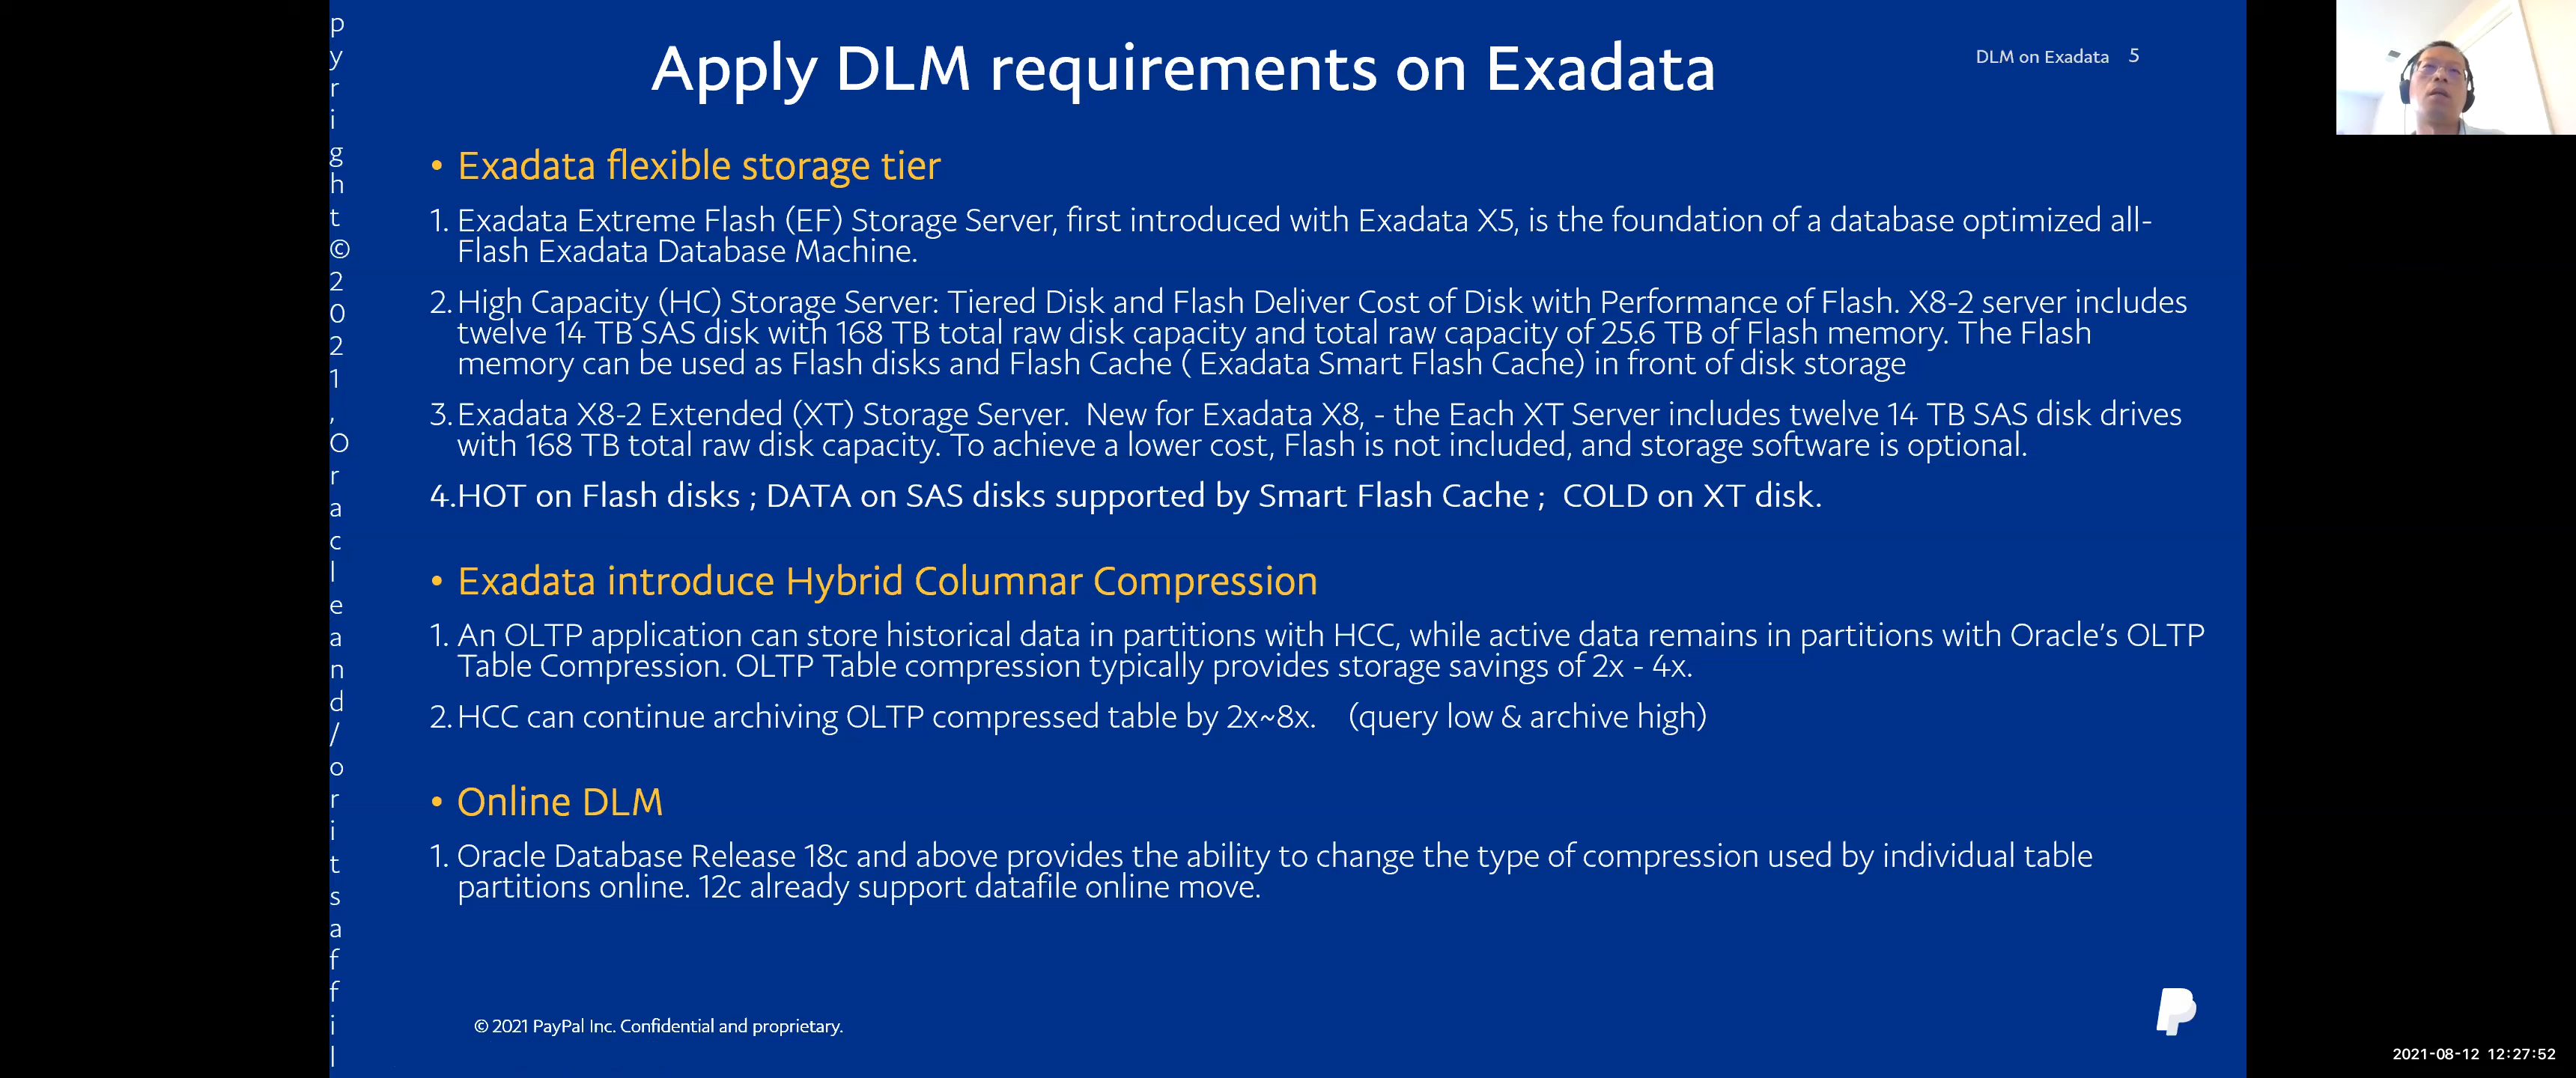 Apply DLM requirements on Exadata
DLM on Exadata 5
• Exadata flexible storage tier
1. Exadata Extreme Flash (EF) Storage Server, first introduced with Exadata X5, is the foundation of a database optimized all-
Flash Exadata Database Machine.
2. High Capacity (HC) Storage Server: Tiered Disk and Flash Deliver Cost of Disk with Performance of Flash. X8-2 server includes
twelve 14 TB SAS disk with 168 TB total raw disk capacity and total raw capacity of 25.6 TB of Flash memory. The Flash
memory can be used as Flash disks and Flash Cache ( Exadata Smart Flash Cache) in front of disk storage
3. Exadata X8-2 Extended (XT) Storage Server. New for Exadata X8, - the Each XT Server includes twelve 14 TB SAS disk drives
with 168 TB total raw disk capacity. To achieve a lower cost, Flash is not included, and storage software is optional.
4.HOT on Flash disks ; DATA on SAS disks supported by Smart Flash Cache ; COLD on XT disk.
• Exadata introduce Hybrid Columnar Compression
1. An OLTP application can store historical data in partitions with HCC, while active data remains in partitions with Oracle's OLTP
Table Compression. OLTP Table compression typically provides storage savings of 2x - 4x.
2. HCC can continue archiving OLTP compressed table by 2x~8x. (query low & archive high)
• Online DLM
1. Oracle Database Release 18c and above provides the ability to change the type of compression used by individual table
partitions online. 12c already support datafile online move.
© 2021 PayPal Inc. Confidential and proprietary.
pyright©2021,Oracleand/oritsaffil
2021-08-12 12:27:52